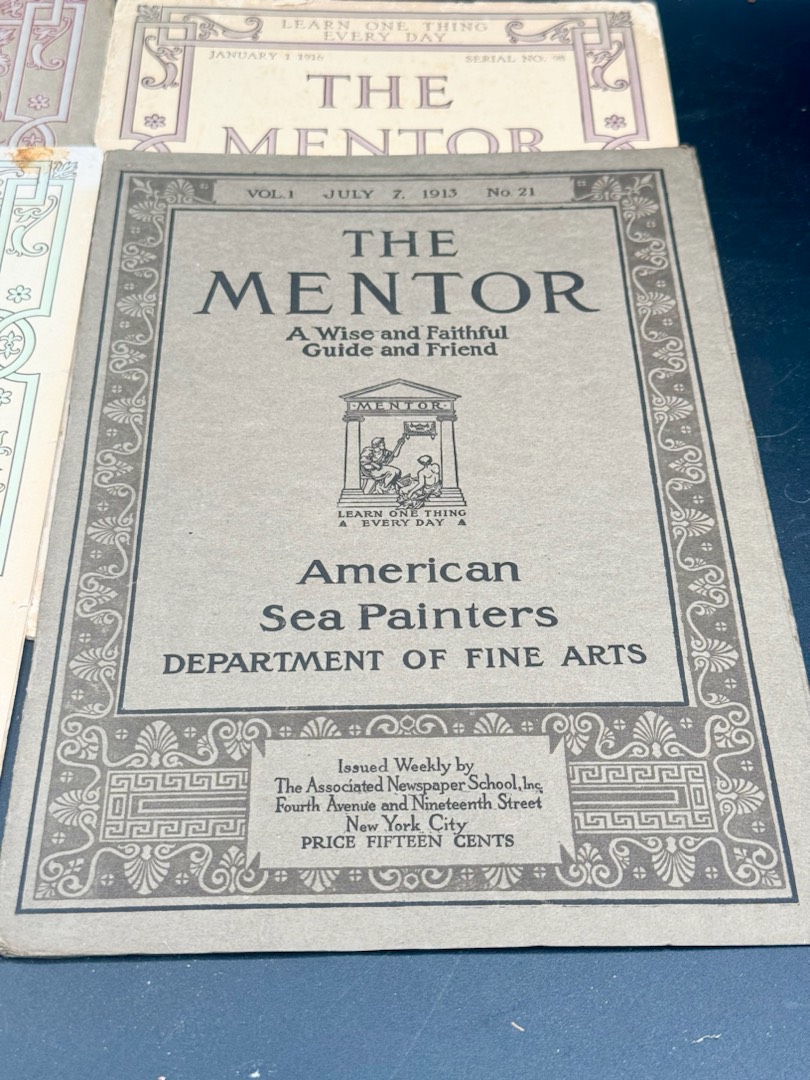 LEARN ONE THING
EVERY DAY
JANUARY 1 1916 SERIAL NO. 98
THE
MENTOR
VOL. 1 JULY 7, 1913 No. 21
THE
MENTOR
A Wise and Faithful
Guide and Friend
MENTOR
LEARN ONE THING
EVERY DAY
American
Sea Painters
DEPARTMENT OF FINE ARTS
Issued Weekly by
The Associated Newspaper School, Inc.
Fourth Avenue and Nineteenth Street
New York City
PRICE FIFTEEN CENTS